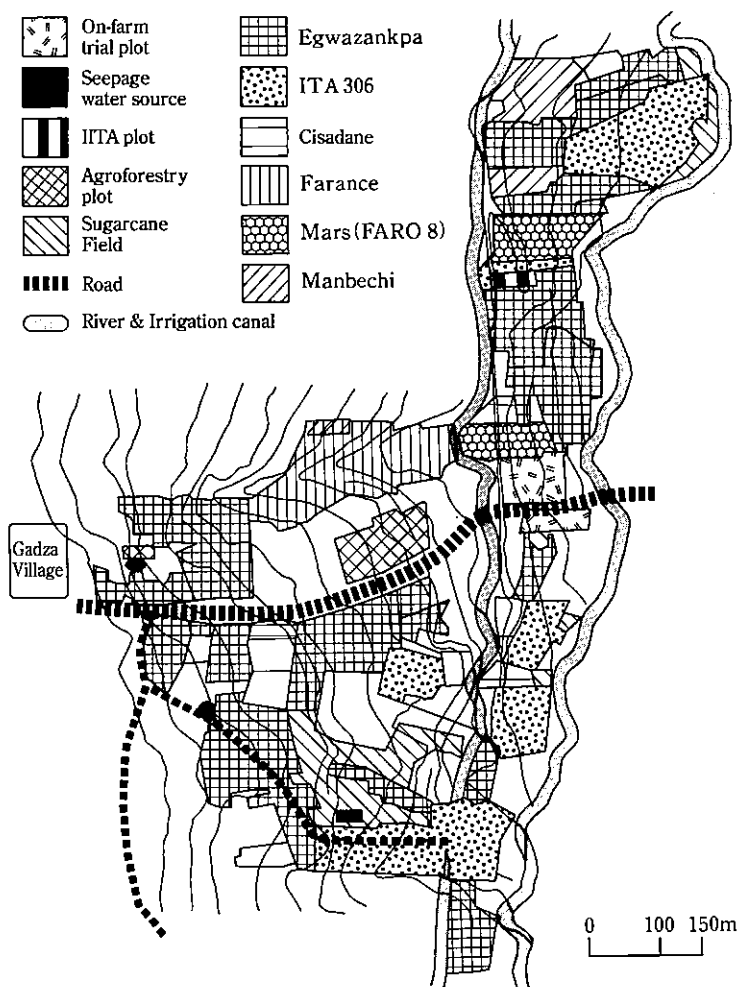 On-farm
trial plot
Seepage
water source
IITA plot
Agroforestry
plot
Sugarcane
Field
Road
River & Irrigation canal
Egwazankpa
ITA 306
Cisadane
Farance
Mars (FARO 8)
Manbechi
Gadza
Village
0 100 150m